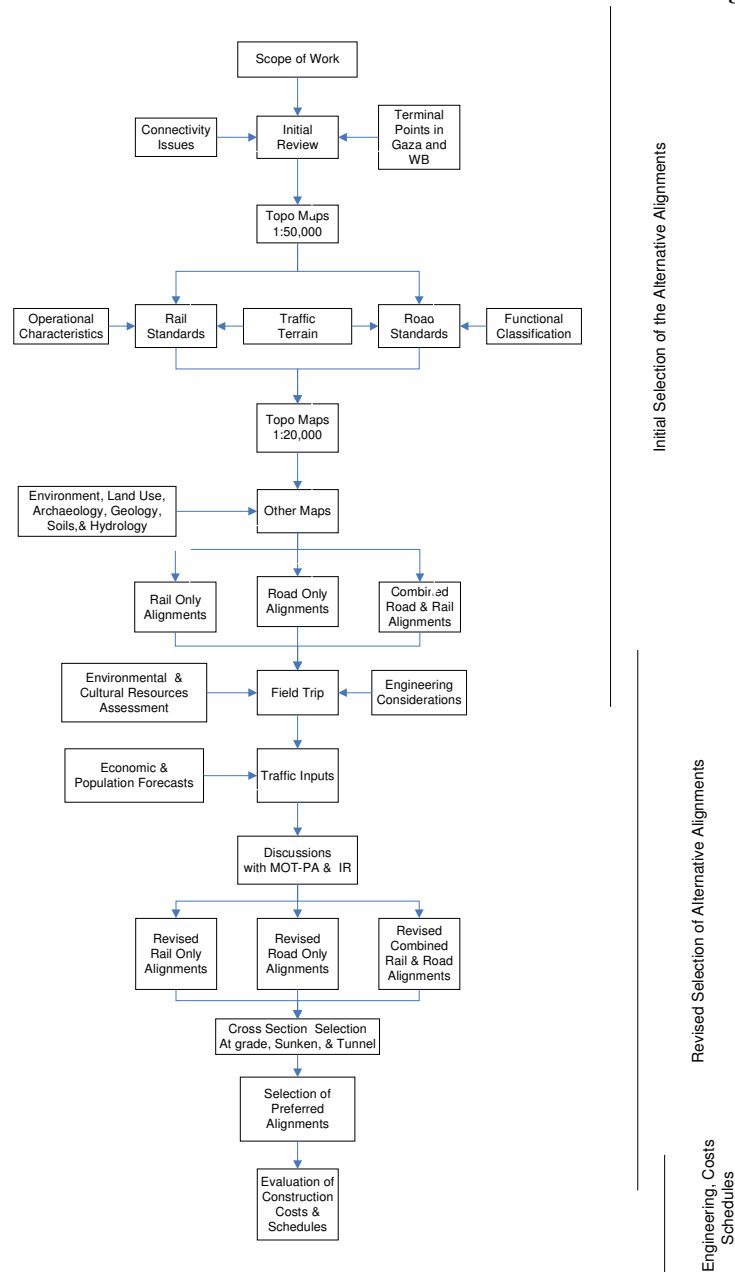 Scope of Work
Connectivity
Issues
Initial
Review
Terminal
Points in
Gaza and
WB
Topo Maps
1:50,000
Operational
Characteristics
Rail
Standards
Traffic
Terrain
Road
Standards
Functional
Classification
Topo Maps
1:20,000
Environment, Land Use,
Archaeology, Geology,
Soils,& Hydrology
Other Maps
Rail Only
Alignments
Road Only
Alignments
Combined
Road & Rail
Alignments
Environmental &
Cultural Resources
Assessment
Field Trip
Engineering
Considerations
Economic &
Population Forecasts
Traffic Inputs
Discussions
with MOT-PA & IR
Revised
Rail Only
Alignments
Revised
Road Only
Alignments
Revised
Combined
Rail & Road
Alignments
Cross Section Selection
At grade, Sunken, & Tunnel
Selection of
Preferred
Alignments
Evaluation of
Construction
Costs &
Schedules
Initial Selection of the Alternative Alignments
Revised Selection of Alternative Alignments
Engineering, Costs
Schedules